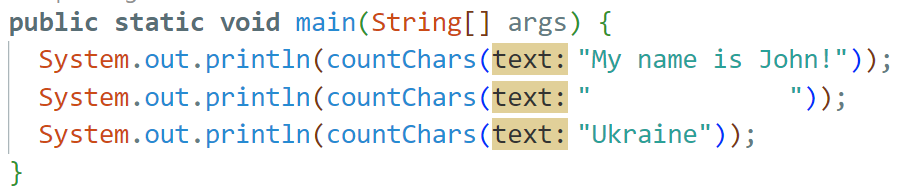 public static void main(String[] args) {
  System.out.println(countChars(text: "My name is John!"));
  System.out.println(countChars(text: "             "));
  System.out.println(countChars(text: "Ukraine"));
}